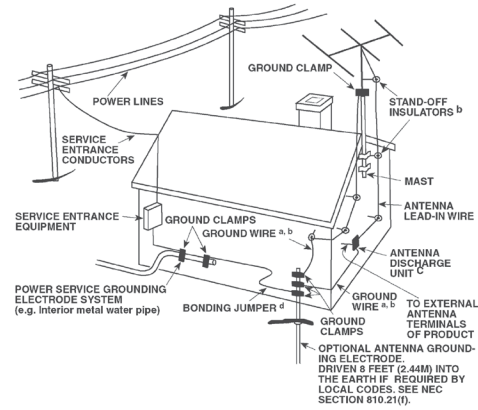 GROUND CLAMP
POWER LINES
STAND-OFF
INSULATORS b
SERVICE
ENTRANCE
CONDUCTORS
MAST
ANTENNA
LEAD-IN WIRE
SERVICE ENTRANCE
EQUIPMENT
GROUND CLAMPS
GROUND WIRE a, b
ANTENNA
DISCHARGE
UNIT C
POWER SERVICE GROUNDING
ELECTRODE SYSTEM
(e.g. Interior metal water pipe)
BONDING JUMPER d
GROUND
WIRE a, b
TO EXTERNAL
ANTENNA
TERMINALS
OF PRODUCT
GROUND
CLAMPS
OPTIONAL ANTENNA GROUND-
ING ELECTRODE.
DRIVEN 8 FEET (2.44M) INTO
THE EARTH IF REQUIRED BY
LOCAL CODES. SEE NEC
SECTION 810.21(f).